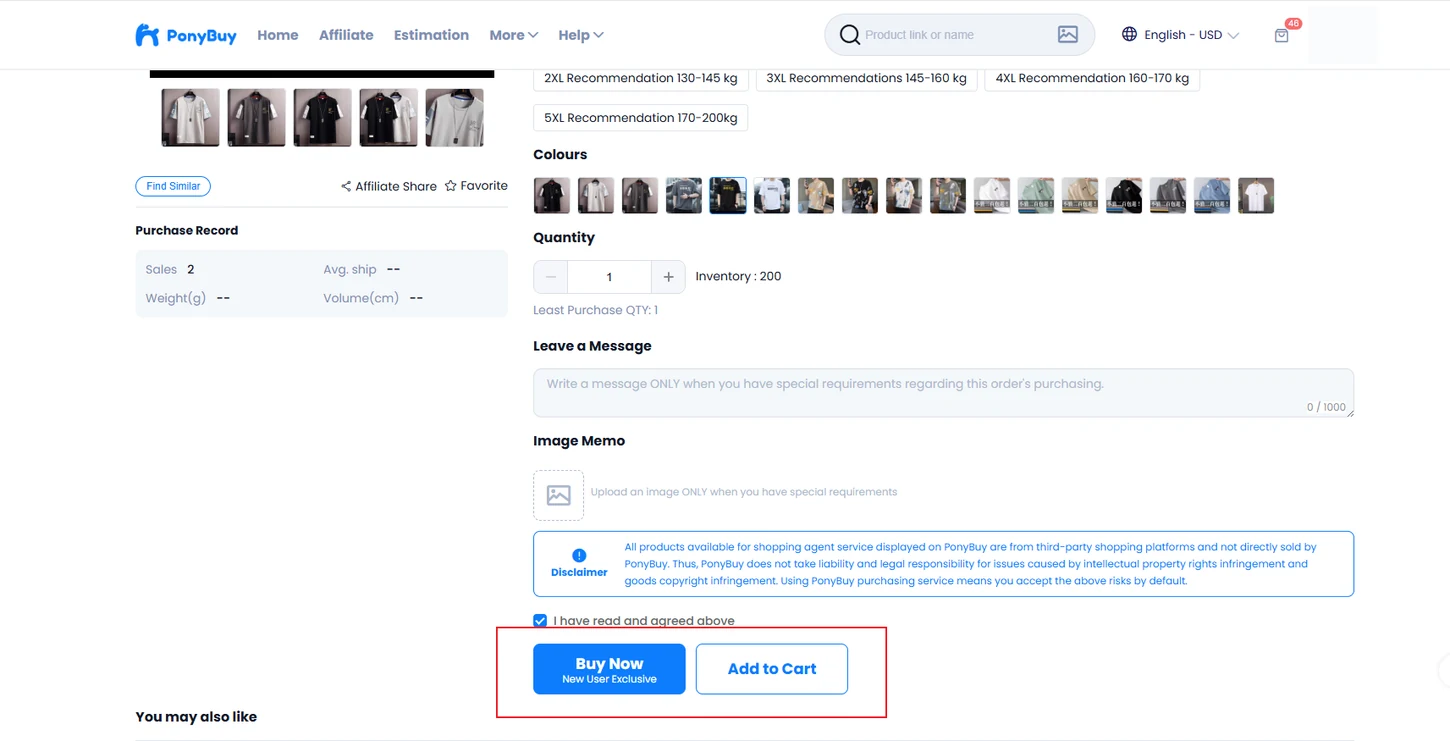 PonyBuy Home Affiliate Estimation More Help Product link or name English - USD 48
2XL Recommendation 130-145 kg 3XL Recommendations 145-160 kg 4XL Recommendation 160-170 kg
5XL Recommendation 170-200kg
Colours
Find Similar Affiliate Share Favorite
Purchase Record
Sales 2 Avg. ship --
Weight(g) -- Volume(cm) --
Quantity
− 1 + Inventory : 200
Least Purchase QTY: 1
Leave a Message
Write a message ONLY when you have special requirements regarding this order's purchasing.
0 / 1000
Image Memo
Upload an image ONLY when you have special requirements
Disclaimer
All products available for shopping agent service displayed on PonyBuy are from third-party shopping platforms and not directly sold by
PonyBuy. Thus, PonyBuy does not take liability and legal responsibility for issues caused by intellectual property rights infringement and
goods copyright infringement. Using PonyBuy purchasing service means you accept the above risks by default.
I have read and agreed above
Buy Now
New User Exclusive
Add to Cart
You may also like